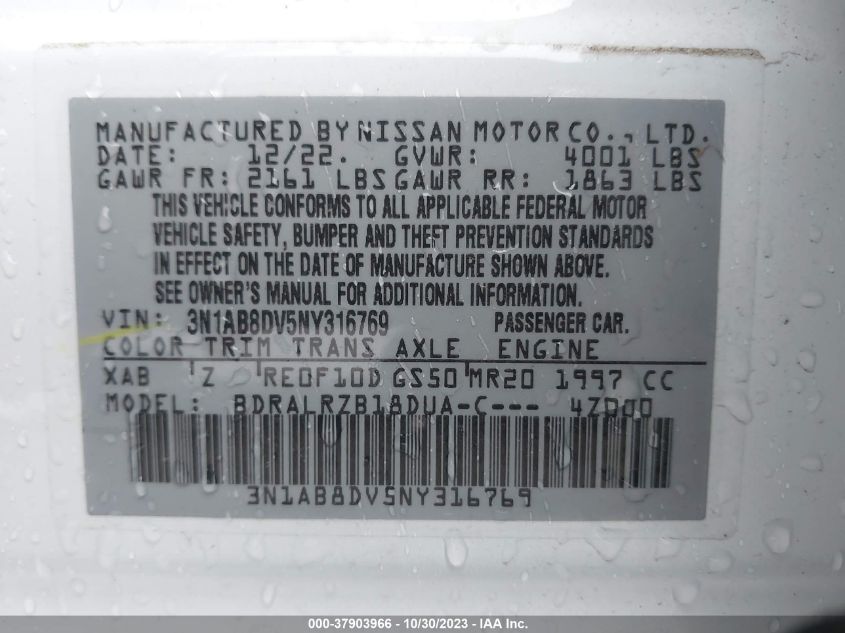 MANUFACTURED BY NISSAN MOTOR CO., LTD.
DATE: 12/22. GVWR: 4001 LBS
GAWR FR: 2161 LBS GAWR RR: 1863 LBS
THIS VEHICLE CONFORMS TO ALL APPLICABLE FEDERAL MOTOR
VEHICLE SAFETY, BUMPER AND THEFT PREVENTION STANDARDS
IN EFFECT ON THE DATE OF MANUFACTURE SHOWN ABOVE.
SEE OWNER'S MANUAL FOR ADDITIONAL INFORMATION.
VIN: 3N1AB8DV5NY316769 PASSENGER CAR.
COLOR TRIM TRANS AXLE ENGINE
XAB Z RE0F10D GS50 MR20 1997 CC
MODEL: BDRALRZB18DUA-C--- 4Z000
3N1AB8DV5NY316769
000-37903966 - 10/30/2023 - IAA Inc.